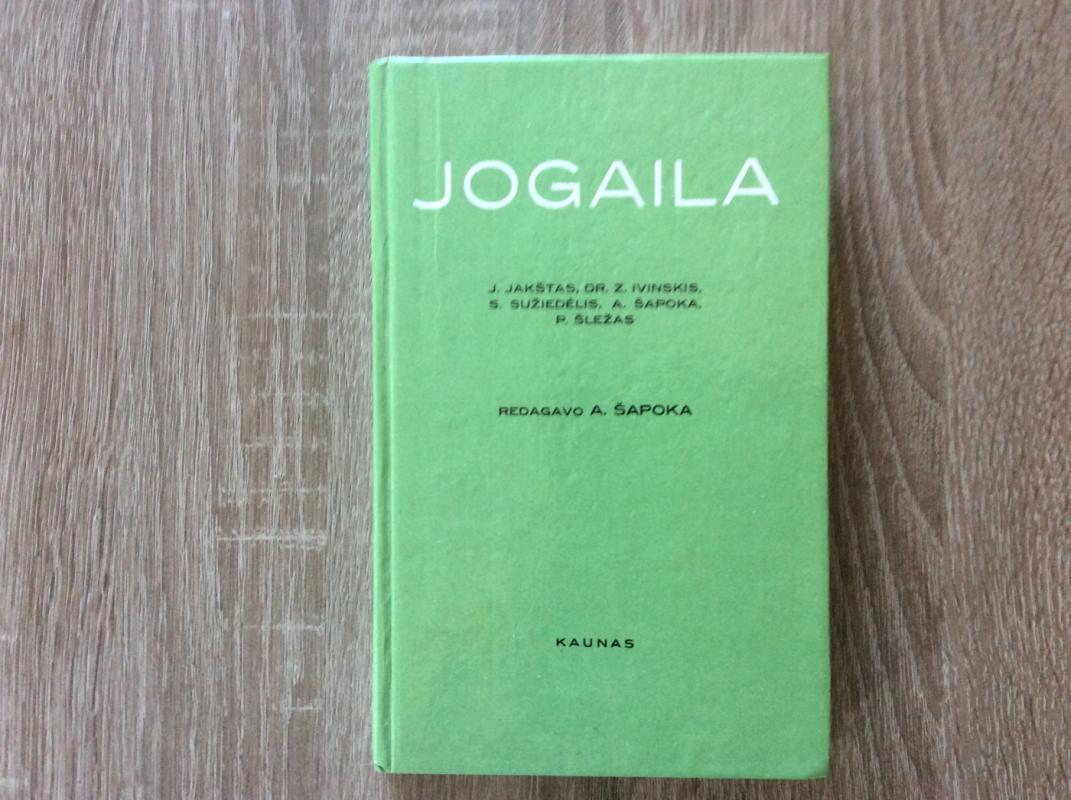 JOGAILA
J. JAKŠTAS, DR. Z. IVINSKIS,
S. SUŽIEDĖLIS, A. ŠAPOKA,
P. ŠLEŽAS
REDAGAVO A. ŠAPOKA
KAUNAS